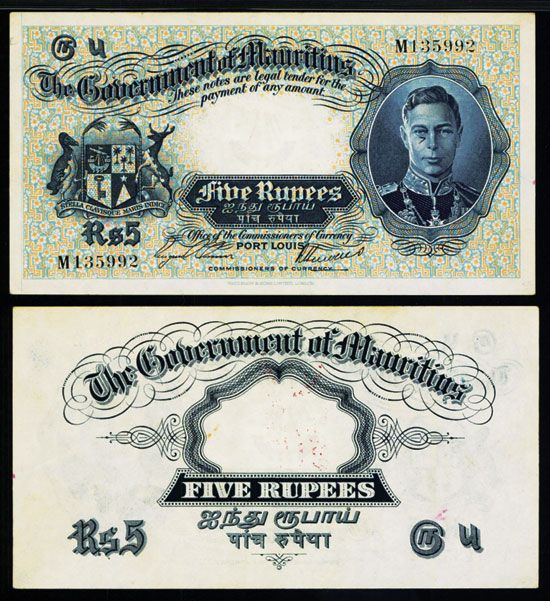 ௫ ५
M135992
The Government of Mauritius
These notes are legal tender for the
payment of any amount
STELLA CLAVISQUE MARIS INDICI
Five Rupees
ஐந்து ரூபாய்
पांच रुपेया
Rs5
Office of the Commissioners of Currency
PORT LOUIS
M135992
COMMISSIONERS OF CURRENCY
The Government of Mauritius
FIVE RUPEES
ஐந்து ரூபாய்
पांच रुपेया
Rs5
௫ ५